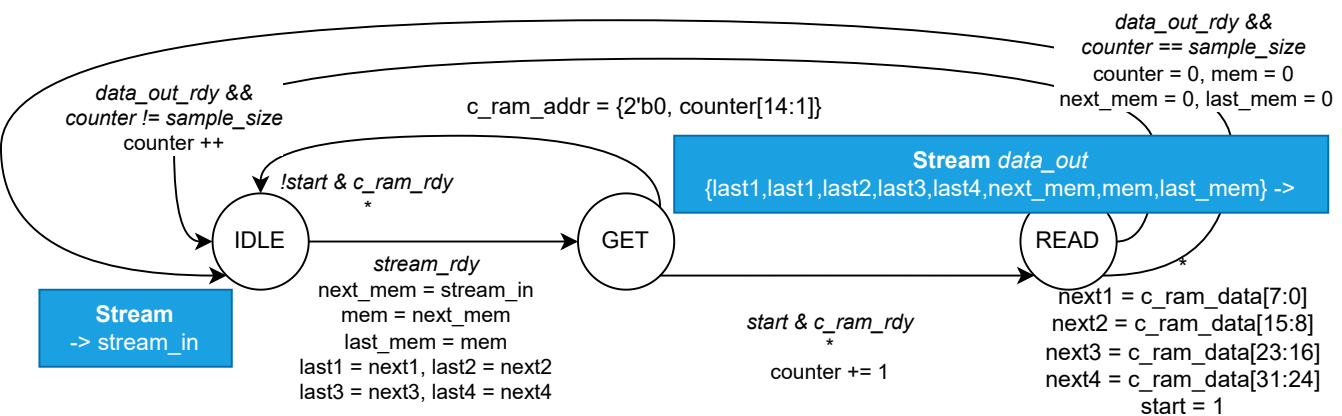 data_out_rdy &&
counter == sample_size
counter = 0, mem = 0
next_mem = 0, last_mem = 0
data_out_rdy &&
counter != sample_size
counter ++
c_ram_addr = {2'b0, counter[14:1]}
Stream data_out
{last1,last1,last2,last3,last4,next_mem,mem,last_mem} ->
!start & c_ram_rdy
*
IDLE
GET
READ
stream_rdy
next_mem = stream_in
mem = next_mem
last_mem = mem
last1 = next1, last2 = next2
last3 = next3, last4 = next4
Stream
-> stream_in
start & c_ram_rdy
*
counter += 1
*
next1 = c_ram_data[7:0]
next2 = c_ram_data[15:8]
next3 = c_ram_data[23:16]
next4 = c_ram_data[31:24]
start = 1